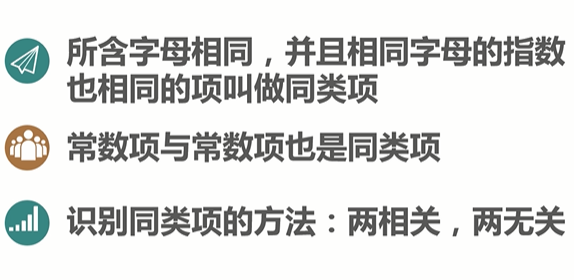 所含字母相同，并且相同字母的指数
也相同的项叫做同类项
常数项与常数项也是同类项
识别同类项的方法：两相关，两无关